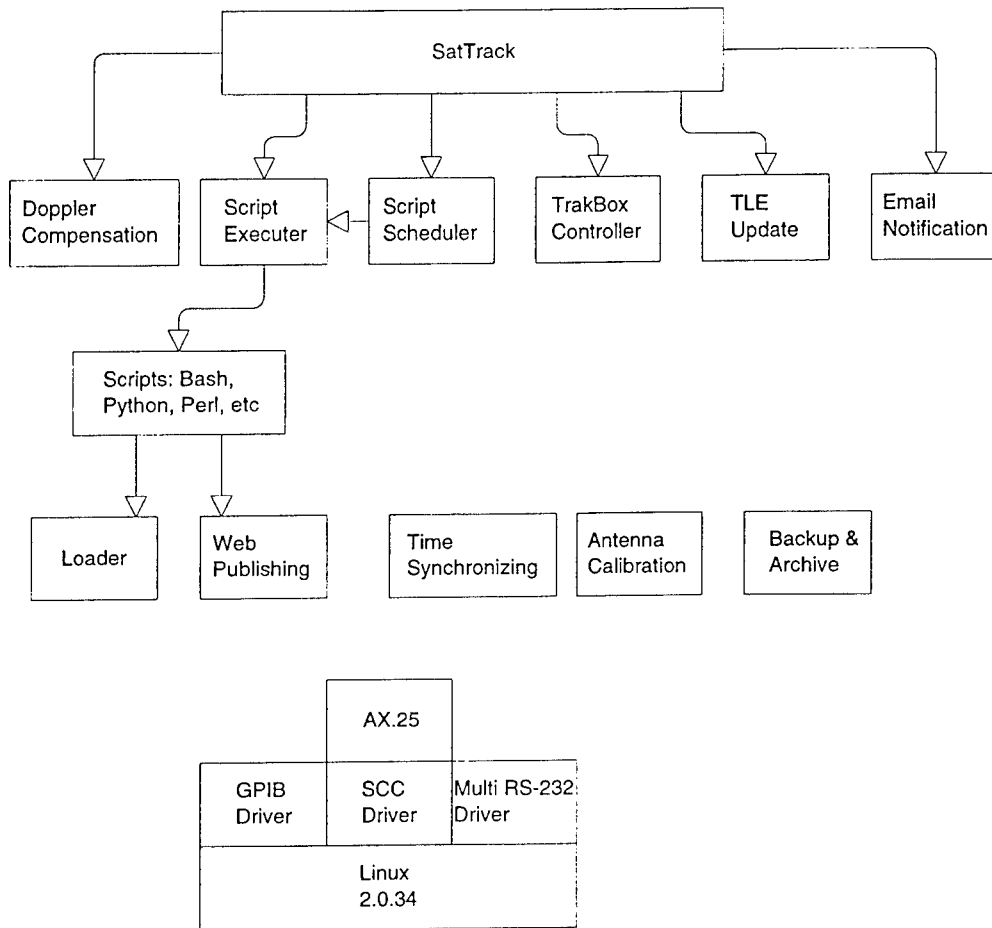 SatTrack
Doppler
Compensation
Script
Executer
Script
Scheduler
TrakBox
Controller
TLE
Update
Email
Notification
Scripts: Bash,
Python, Perl, etc
Loader
Web
Publishing
Time
Synchronizing
Antenna
Calibration
Backup &
Archive
AX.25
GPIB
Driver
SCC
Driver
Multi RS-232
Driver
Linux
2.0.34